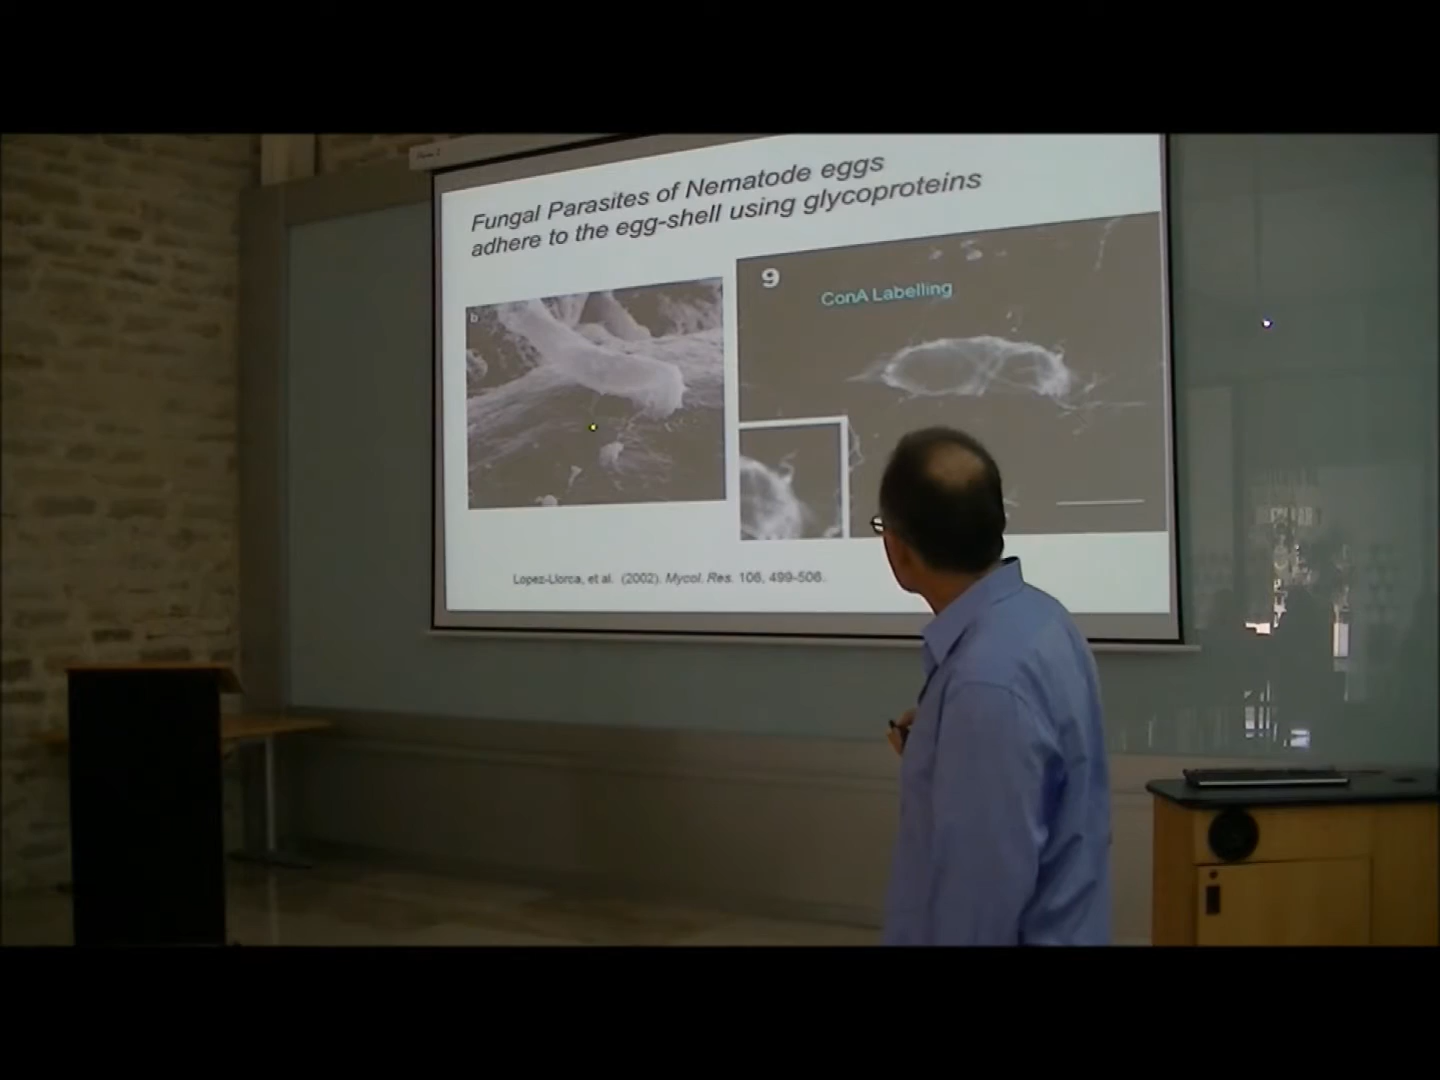 Fungal Parasites of Nematode eggs
adhere to the egg-shell using glycoproteins
b
9
ConA Labelling
Lopez-Llorca, et al. (2002). Mycol. Res. 106, 499-506.